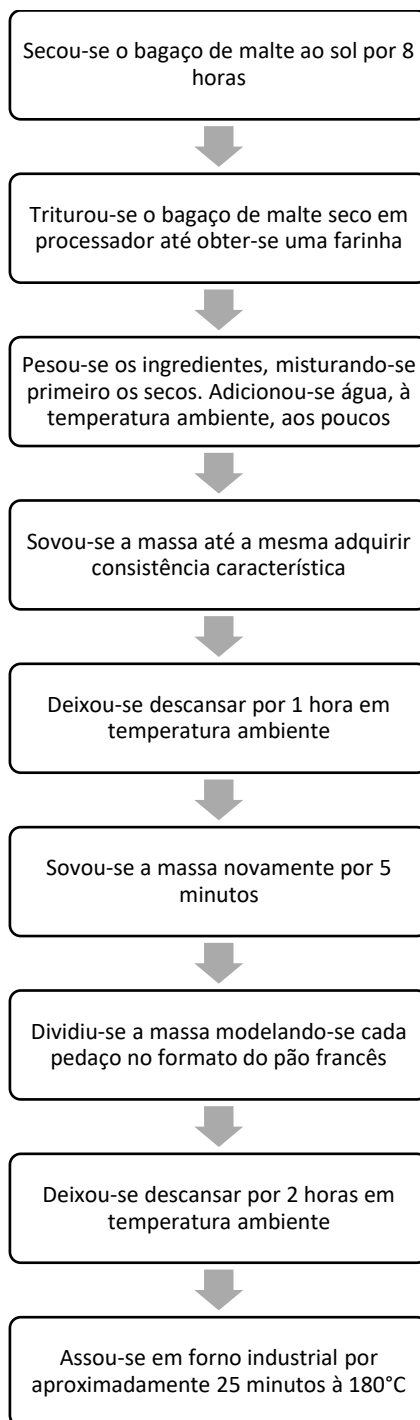 Secou-se o bagaço de malte ao sol por 8
horas
Triturou-se o bagaço de malte seco em
processador até obter-se uma farinha
Pesou-se os ingredientes, misturando-se
primeiro os secos. Adicionou-se água, à
temperatura ambiente, aos poucos
Sovou-se a massa até a mesma adquirir
consistência característica
Deixou-se descansar por 1 hora em
temperatura ambiente
Sovou-se a massa novamente por 5
minutos
Dividiu-se a massa modelando-se cada
pedaço no formato do pão francês
Deixou-se descansar por 2 horas em
temperatura ambiente
Assou-se em forno industrial por
aproximadamente 25 minutos à 180°C